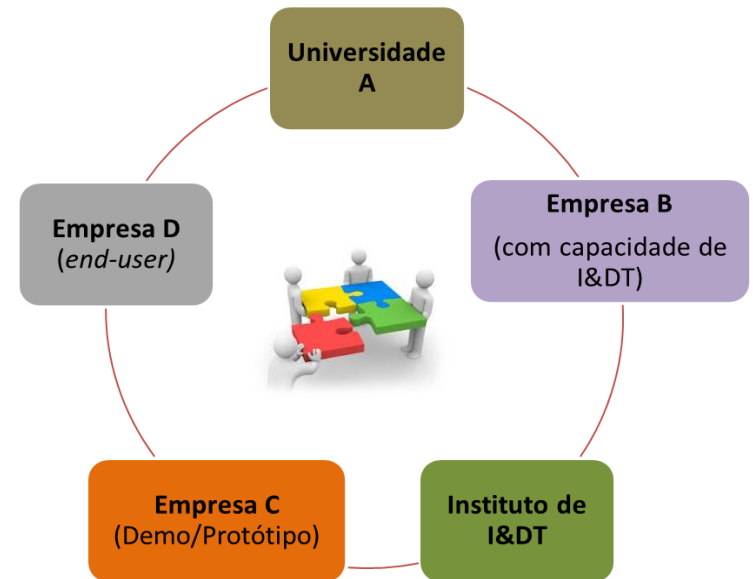 Universidade
A
Empresa B
(com capacidade de
I&DT)
Instituto de
I&DT
Empresa C
(Demo/Protótipo)
Empresa D
(end-user)